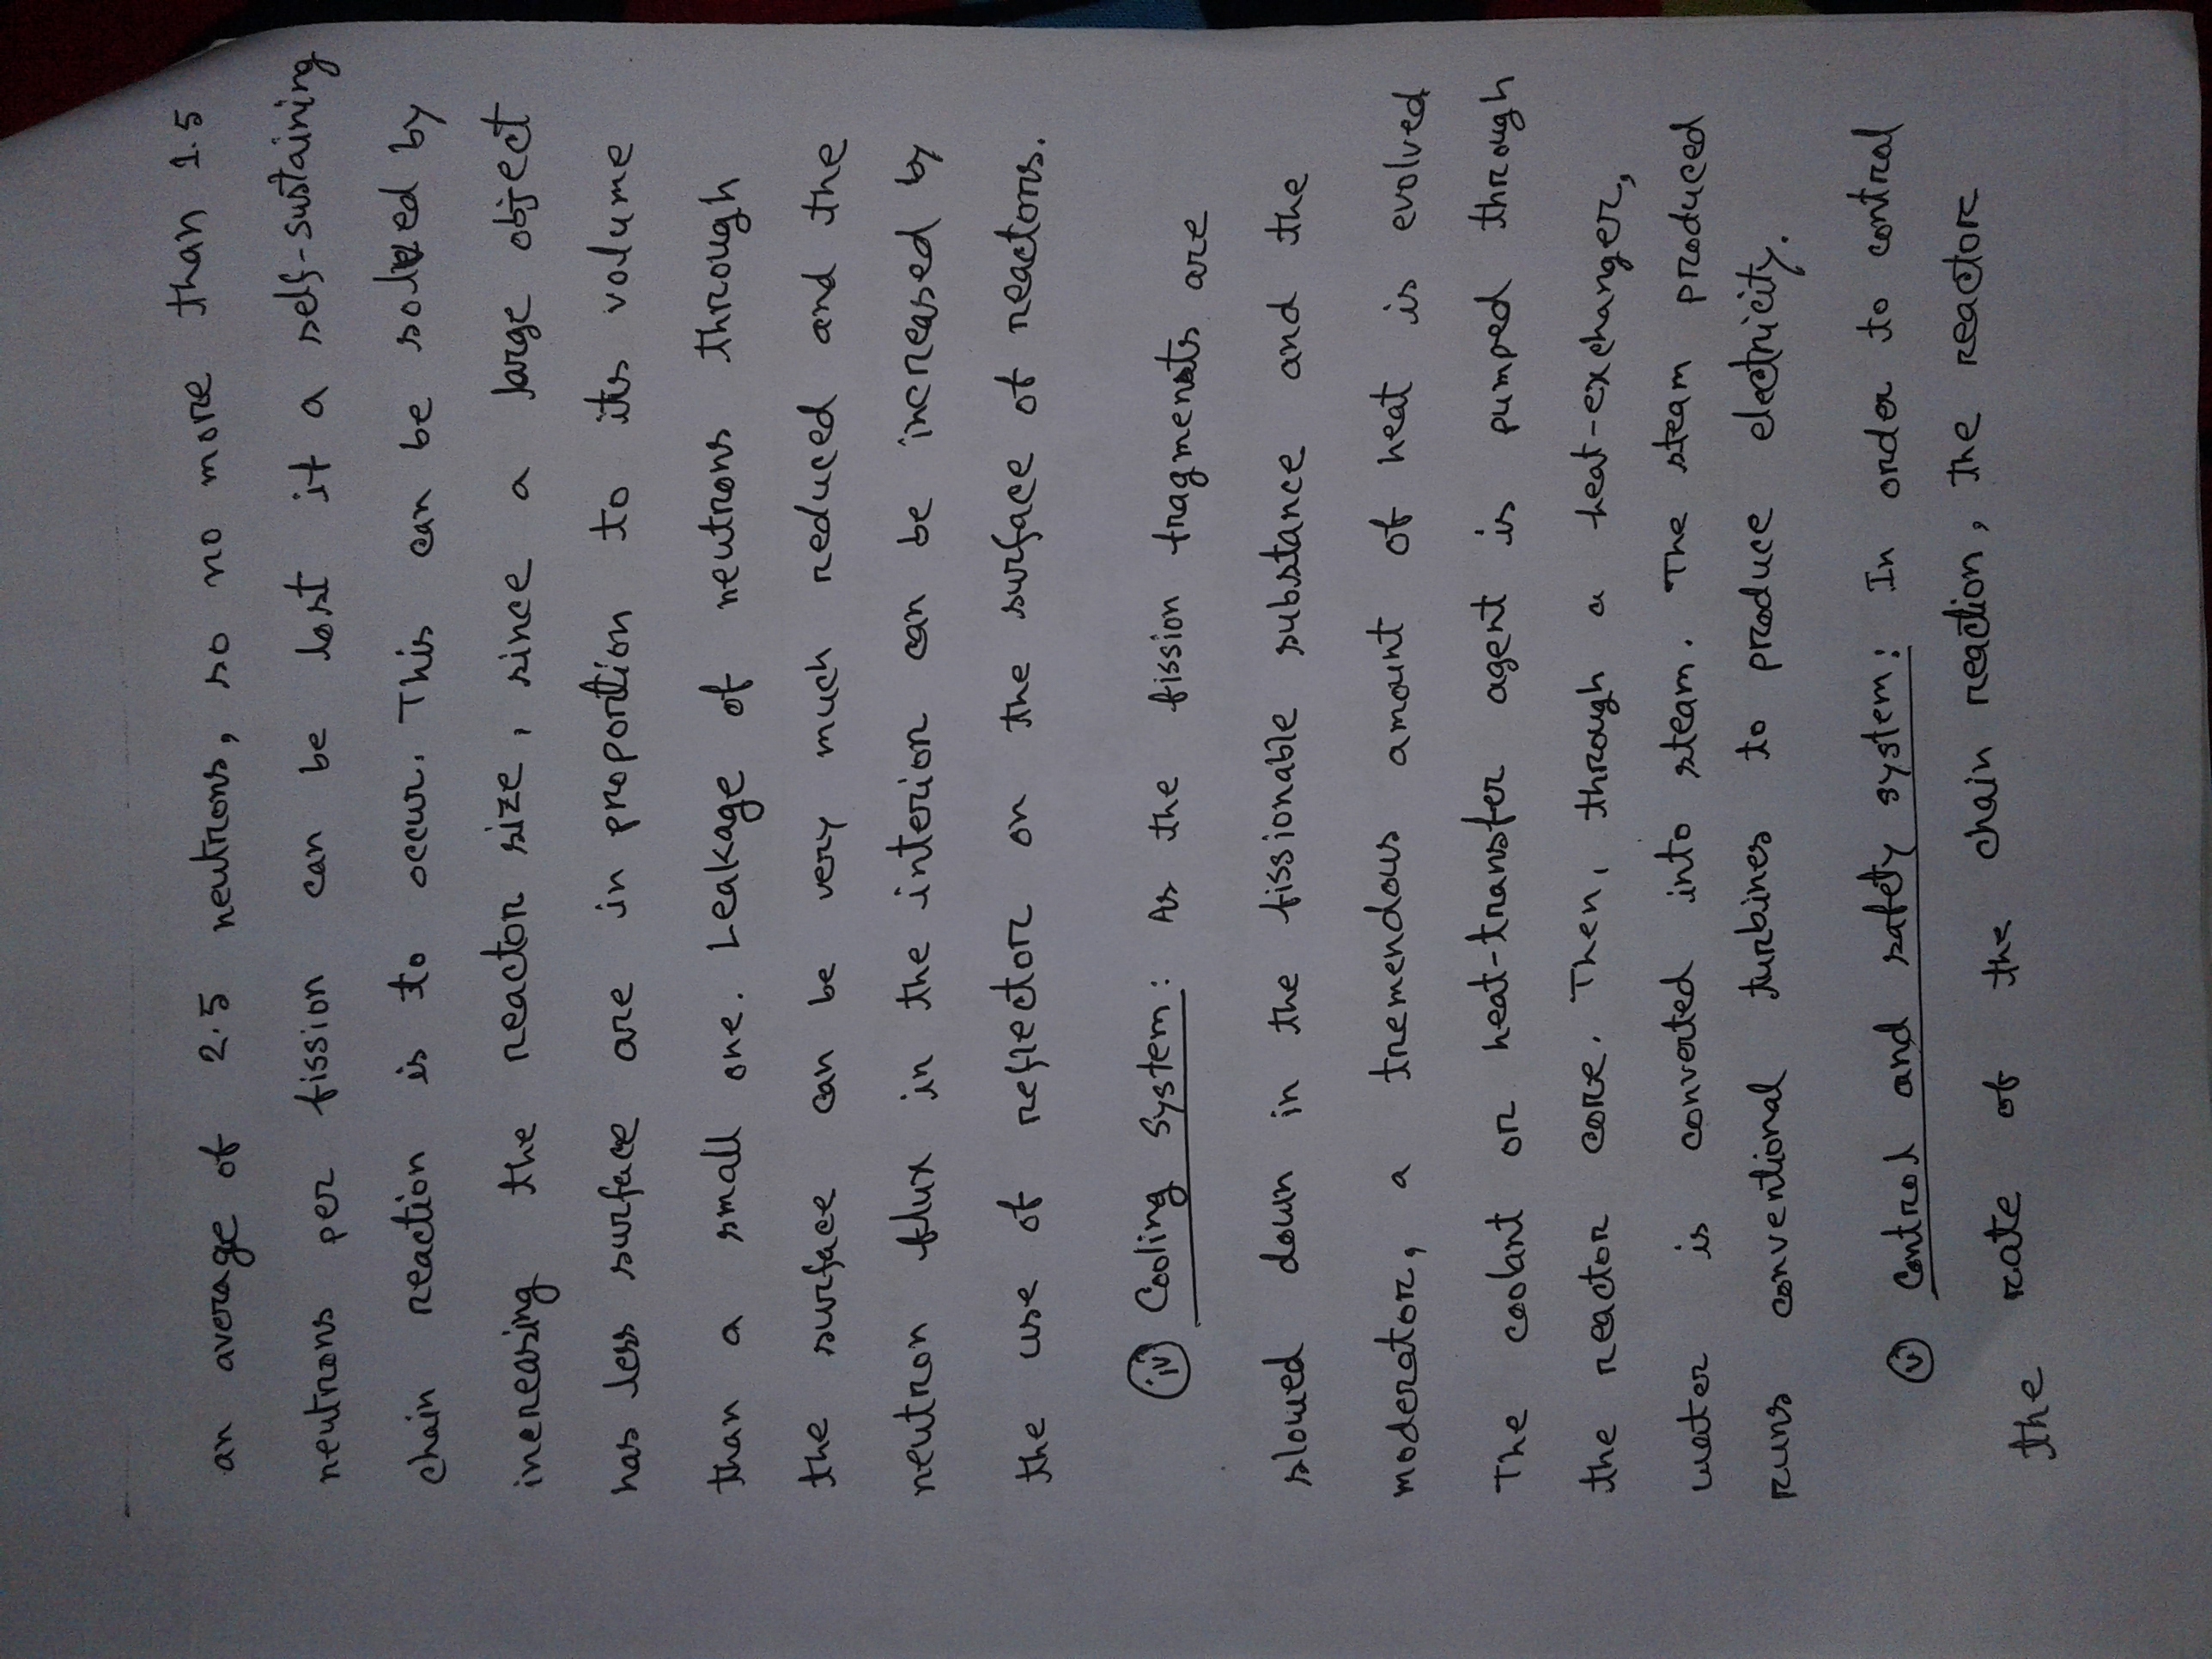 an average of 2.5 neutrons, so no more than 1.5
neutrons per fission can be lost if a self-sustaining
chain reaction is to occur. This can be solved by
increasing the reactor size, since a large object
has less surface are in proportion to its volume
than a small one. Leakage of neutrons through
the surface can be very much reduced and the
neutron flux in the interior can be increased by
the use of reflector on the surface of reactors.
(iv) Cooling System: As the fission fragments are
slowed down in the fissionable substance and the
moderator, a tremendous amount of heat is evolved
The coolant or heat-transfer agent is pumped through
the reactor core. Then, through a heat-exchanger,
water is converted into steam. The steam produced
runs conventional turbines to produce electricity.
(v) Control and safety system: In order to control
the rate of the chain reaction, the reactor